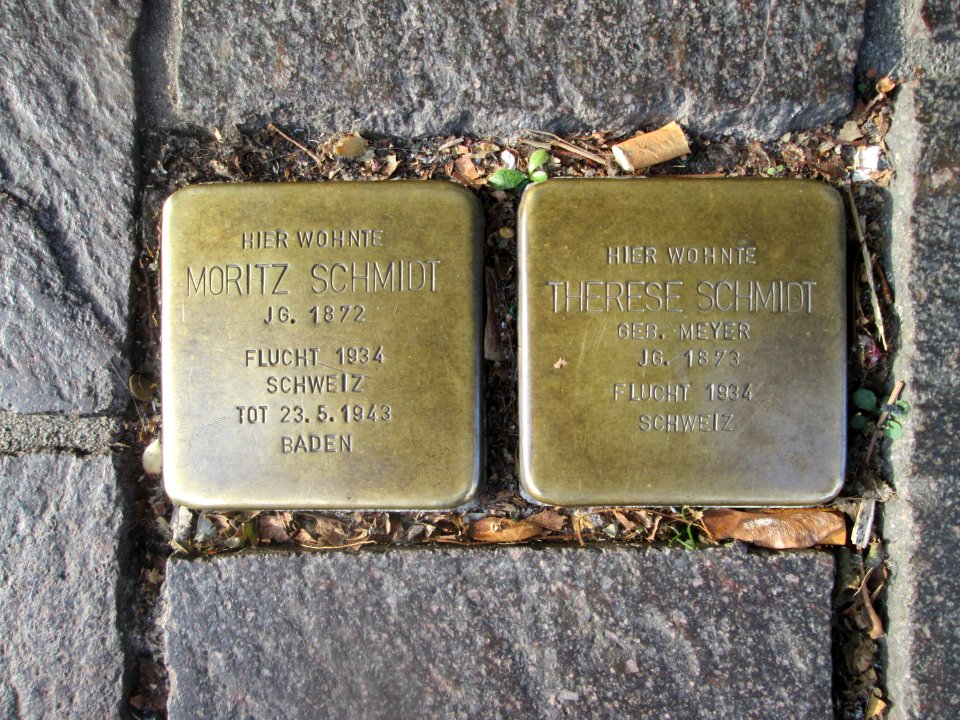 HIER WOHNTE
MORITZ SCHMIDT
JG. 1872
FLUCHT 1934
SCHWEIZ
TOT 23.5.1943
BADEN
HIER WOHNTE
THERESE SCHMIDT
GEB. MEYER
JG. 1873
FLUCHT 1934
SCHWEIZ